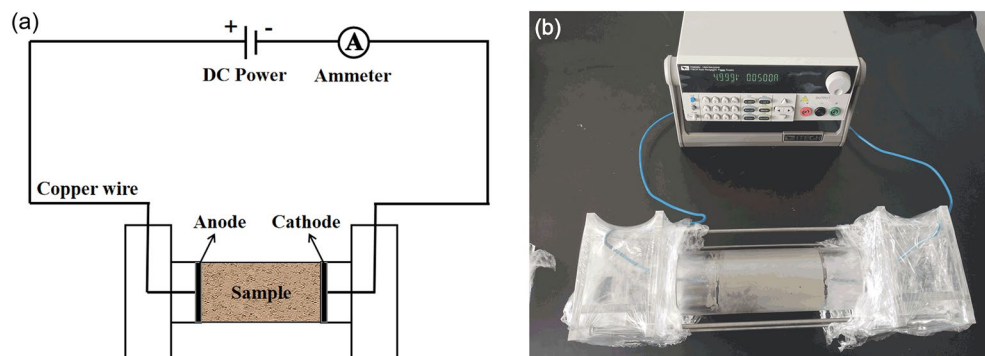 (a)
+ -
A
DC Power
Ammeter
Copper wire
Anode
Cathode
Sample
(b)